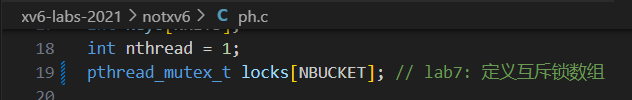 xv6-labs-2021 > notxv6 > C ph.c
18 int nthread = 1;
19 pthread_mutex_t locks[NBUCKET]; // lab7: 定义互斥锁数组
20